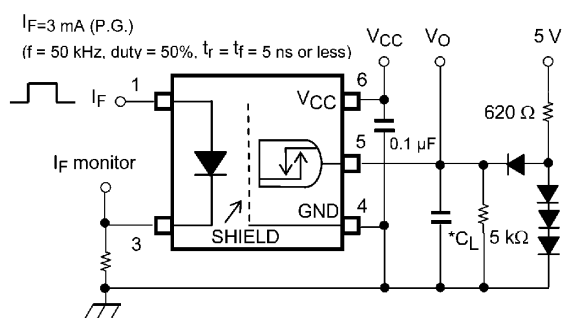 IF=3 mA (P.G.)
(f = 50 kHz, duty = 50%, tr = tf = 5 ns or less)
VCC
VO
5 V
1
6
IF
VCC
620 Ω
5
0.1 µF
IF monitor
GND
4
3
SHIELD
*CL
5 kΩ